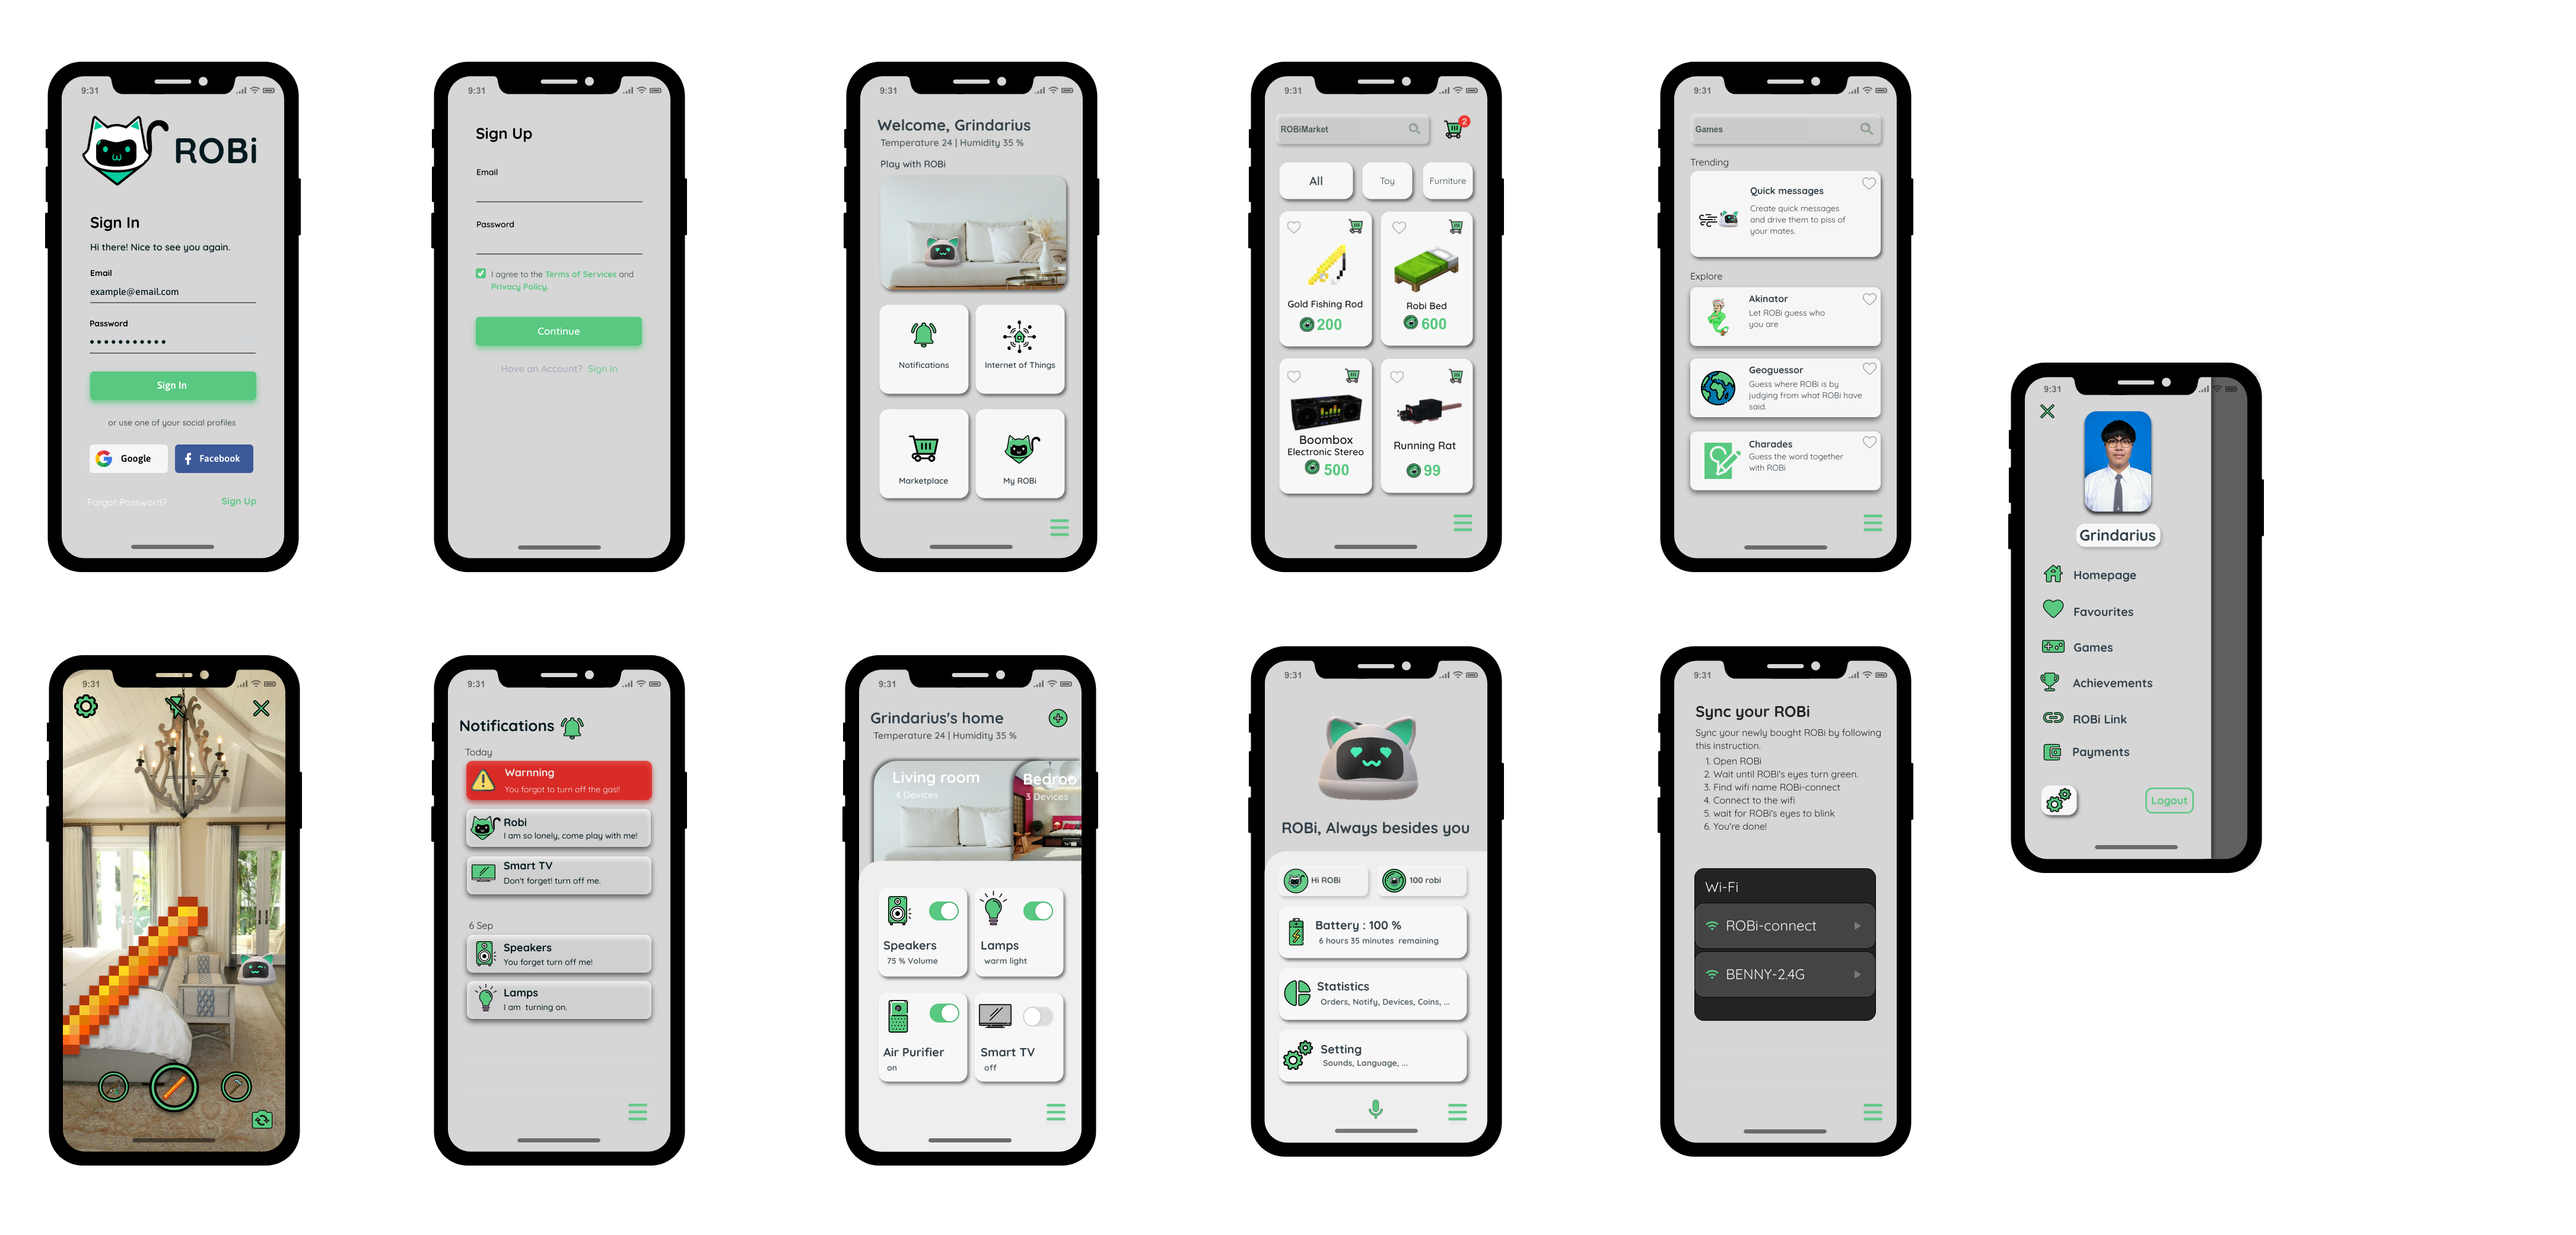 9:31
ROBi
Sign In
Hi there! Nice to see you again.
Email
example@email.com
Password
Sign In
or use one of your social profiles
Google
Facebook
Forgot Password?
Sign Up
9:31
Sign Up
Email
Password
I agree to the Terms of Services and
Privacy Policy.
Continue
Have an Account? Sign In
9:31
Welcome, Grindarius
Temperature 24 | Humidity 35 %
Play with ROBi
Notifications
Internet of Things
Marketplace
My ROBi
9:31
ROBiMarket
2
All
Toy
Furniture
Gold Fishing Rod
200
Robi Bed
600
Boombox
Electronic Stereo
500
Running Rat
99
9:31
Games
Trending
Quick messages
Create quick messages
and drive them to piss of
your mates.
Explore
Akinator
Let ROBi guess who
you are
Geoguessor
Guess where ROBi is by
judging from what ROBi have
said.
Charades
Guess the word together
with ROBi
9:31
Grindarius
Homepage
Favourites
Games
Achievements
ROBi Link
Payments
Logout
9:31
9:31
Notifications
Today
Warnning
You forgot to turn off the gas!!
Robi
I am so lonely, come play with me!
Smart TV
Don't forget! turn off me.
6 Sep
Speakers
You forget turn off me!
Lamps
I am turning on.
9:31
Grindarius's home
Temperature 24 | Humidity 35 %
Living room
4 Devices
Bedroo
3 Devices
Speakers
75 % Volume
Lamps
warm light
Air Purifier
on
Smart TV
off
9:31
ROBi, Always besides you
Hi ROBi
100 robi
Battery : 100 %
6 hours 35 minutes remaining
Statistics
Orders, Notify, Devices, Coins, ...
Setting
Sounds, Language, ...
9:31
Sync your ROBi
Sync your newly bought ROBi by following
this instruction.
1. Open ROBi
2. Wait until ROBi's eyes turn green.
3. Find wifi name ROBi-connect
4. Connect to the wifi
5. wait for ROBi's eyes to blink
6. You're done!
Wi-Fi
ROBi-connect
BENNY-2.4G